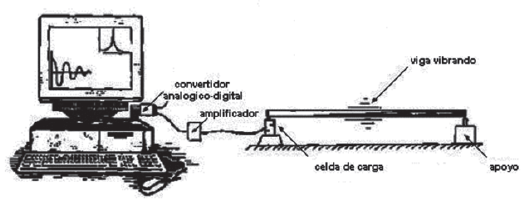 viga vibrando
convertidor
analogico-digital
amplificador
celda de carga
apoyo